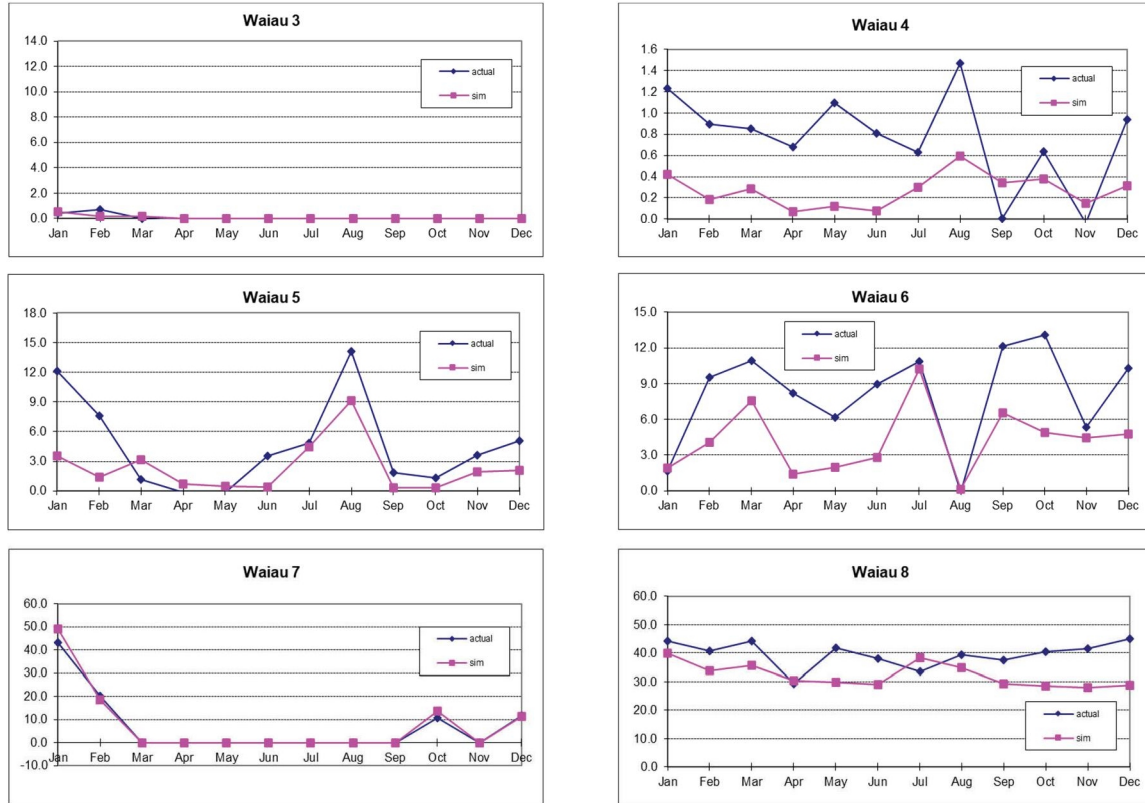 Waiau 3
14.0
12.0
10.0
8.0
6.0
4.0
2.0
0.0
actual
sim
Jan Feb Mar Apr May Jun Jul Aug Sep Oct Nov Dec
Waiau 4
1.6
1.4
1.2
1.0
0.8
0.6
0.4
0.2
0.0
actual
sim
Jan Feb Mar Apr May Jun Jul Aug Sep Oct Nov Dec
Waiau 5
18.0
15.0
12.0
9.0
6.0
3.0
0.0
actual
sim
Jan Feb Mar Apr May Jun Jul Aug Sep Oct Nov Dec
Waiau 6
15.0
12.0
9.0
6.0
3.0
0.0
actual
sim
Jan Feb Mar Apr May Jun Jul Aug Sep Oct Nov Dec
Waiau 7
60.0
50.0
40.0
30.0
20.0
10.0
0.0
-10.0
actual
sim
Jan Feb Mar Apr May Jun Jul Aug Sep Oct Nov Dec
Waiau 8
60.0
50.0
40.0
30.0
20.0
10.0
0.0
actual
sim
Jan Feb Mar Apr May Jun Jul Aug Sep Oct Nov Dec